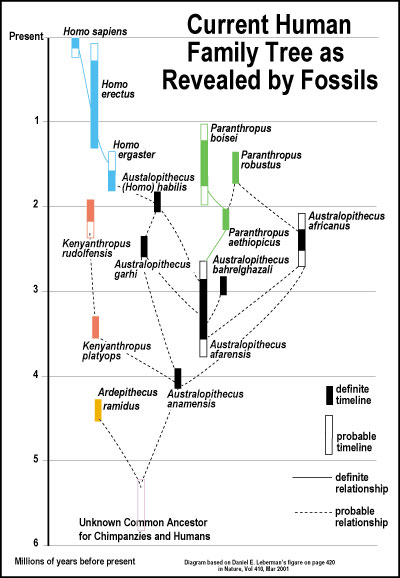 Current Human
Family Tree as
Revealed by Fossils
Present
Homo sapiens
Homo
erectus
1
Homo
ergaster
Paranthropus
boisei
Paranthropus
robustus
Austalopithecus
(Homo) habilis
2
Australopithecus
africanus
Kenyanthropus
rudolfensis
Paranthropus
aethiopicus
Australopithecus
garhi
Australopithecus
bahrelghazali
3
Kenyanthropus
platyops
Australopithecus
afarensis
4
Ardepithecus
ramidus
Australopithecus
anamensis
definite
timeline
probable
timeline
5
definite
relationship
probable
relationship
Unknown Common Ancestor
for Chimpanzies and Humans
6
Millions of years before present
Diagram based on Daniel E. Leberman's figure on page 420
in Nature, Vol 410, Mar 2001